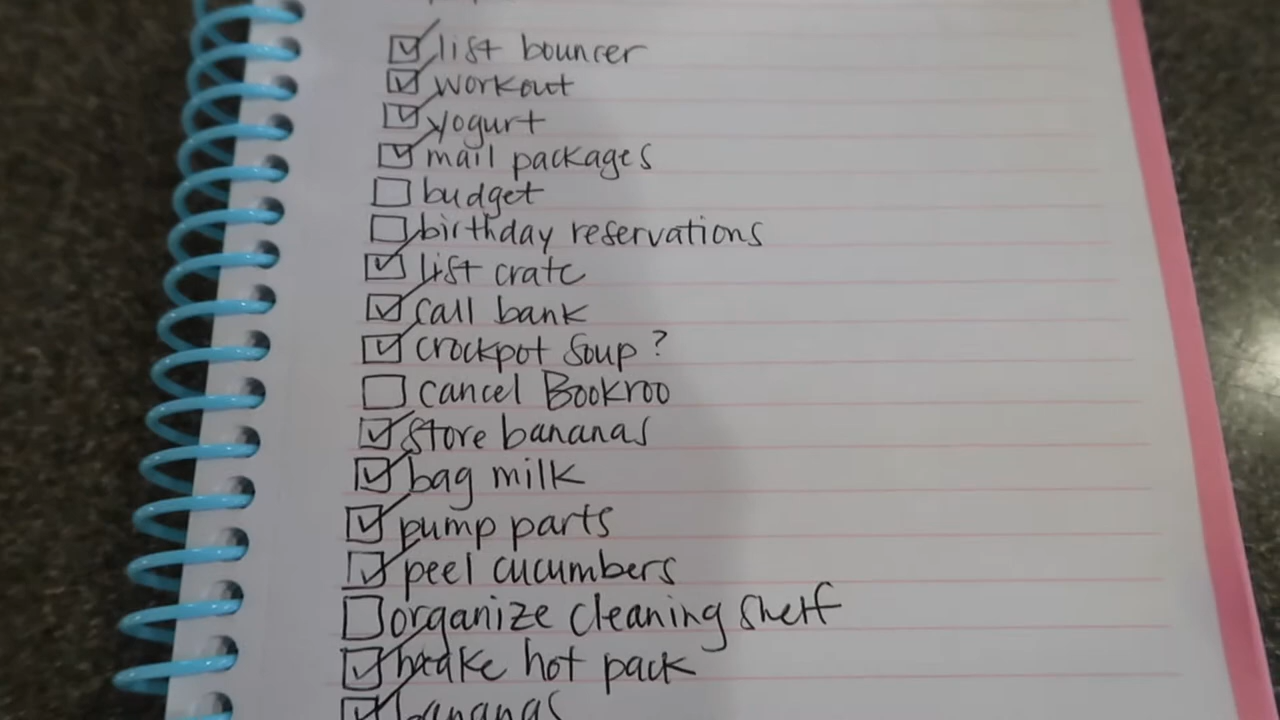 list bouncer
workout
yogurt
mail packages
budget
birthday reservations
list crate
call bank
crockpot soup ?
cancel Bookroo
store bananas
bag milk
pump parts
peel cucumbers
organize cleaning shelf
make hot pack
bananas